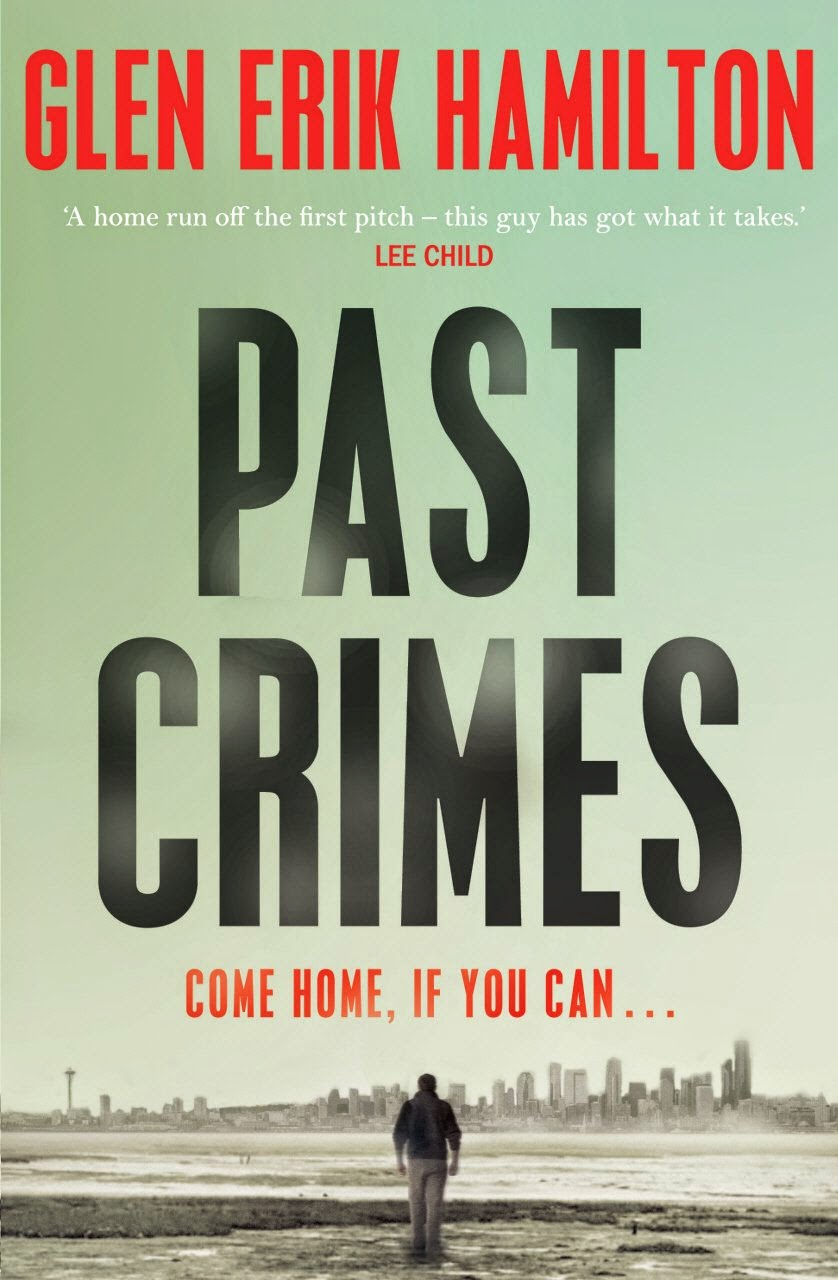 GLEN ERIK HAMILTON
‘A home run off the first pitch – this guy has got what it takes.’
LEE CHILD
PAST
CRIMES
COME HOME, IF YOU CAN...